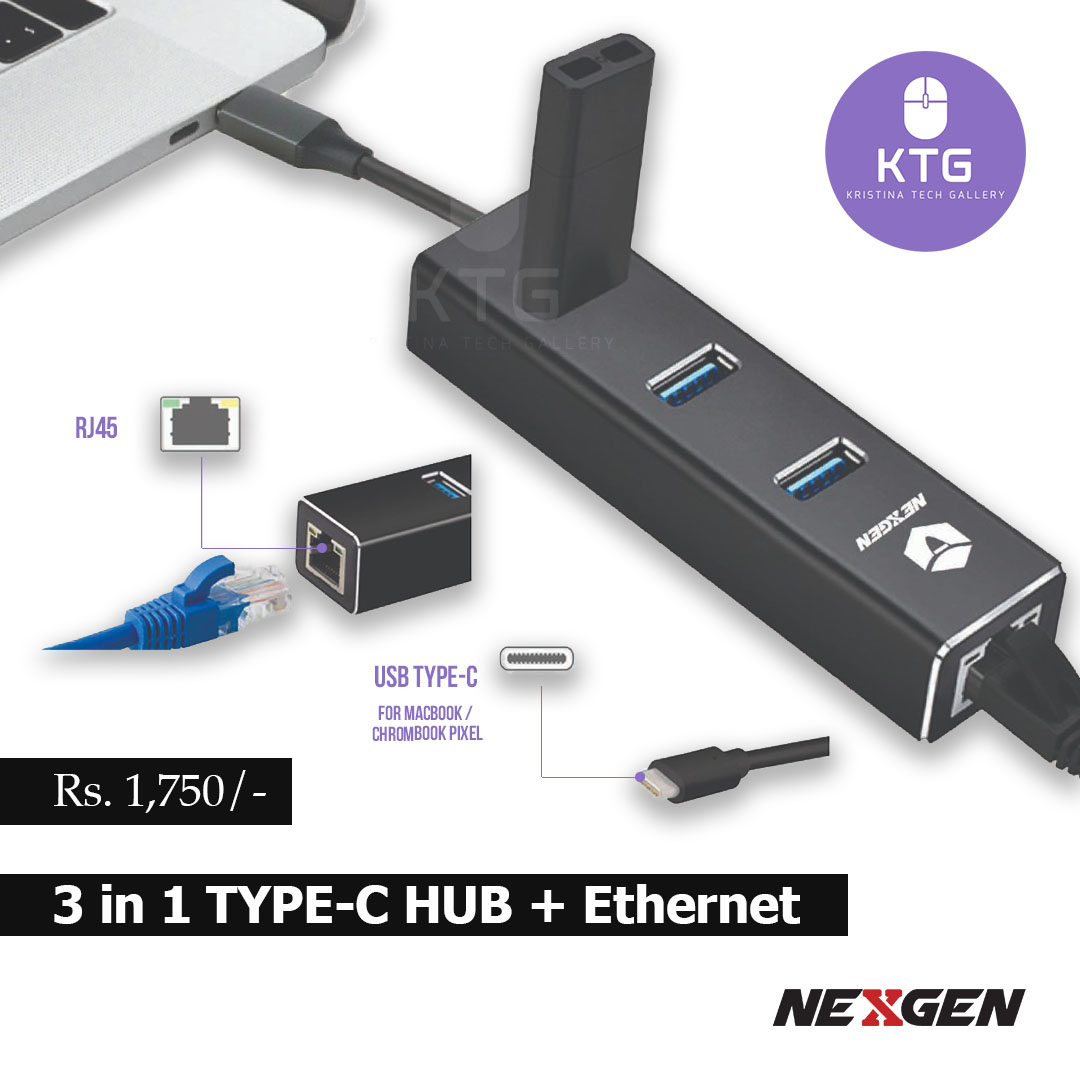 KTG
KRISTINA TECH GALLERY
KTG
KRISTINA TECH GALLERY
RJ45
NEXGEN
USB TYPE-C
FOR MACBOOK /
CHROMBOOK PIXEL
Rs. 1,750/-
3 in 1 TYPE-C HUB + Ethernet
NEXGEN